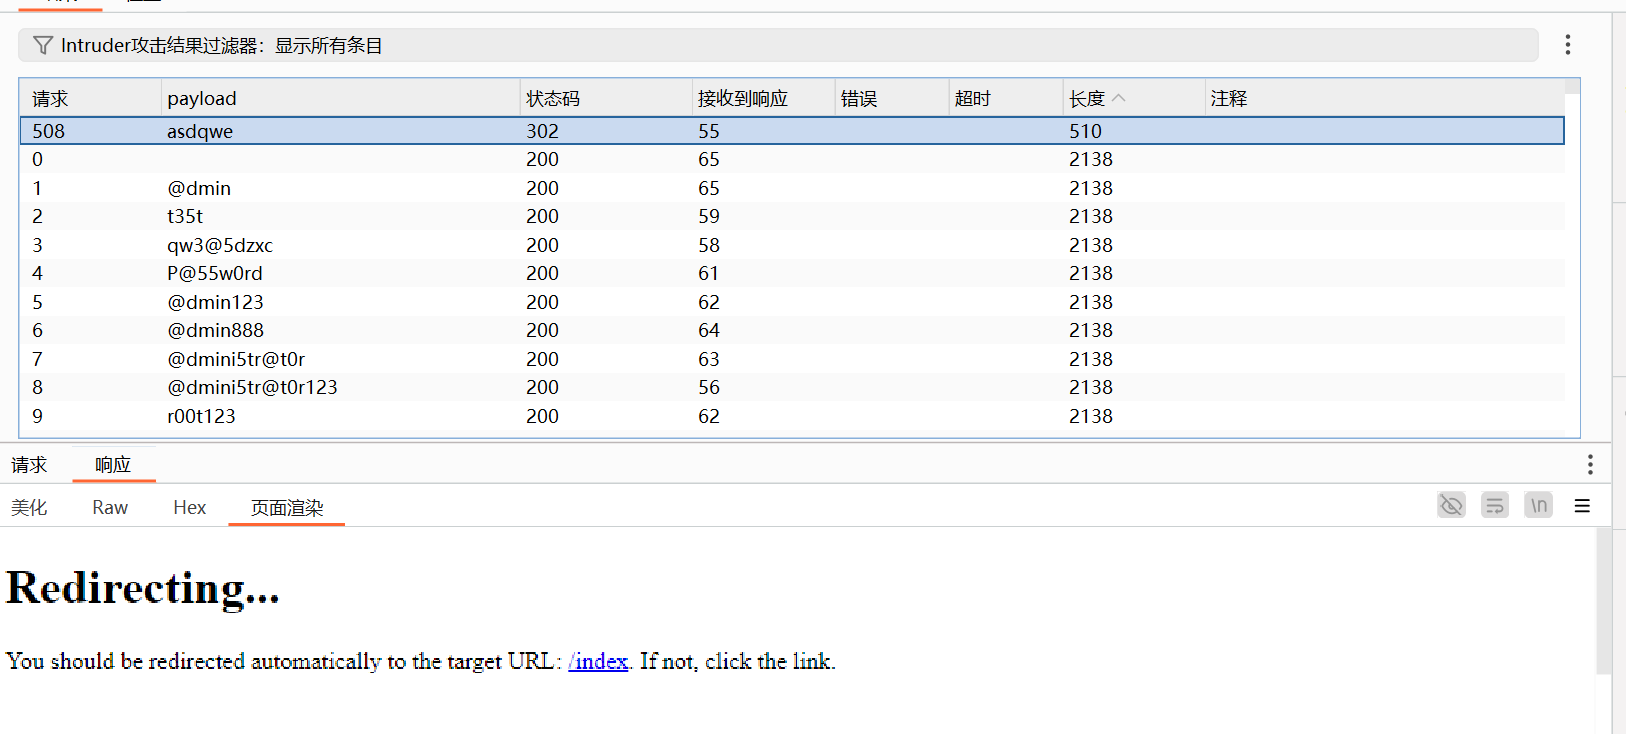 Intruder攻击结果过滤器：显示所有条目
请求 payload 状态码 接收到响应 错误 超时 长度 注释
508 asdqwe 302 55 510
0 200 65 2138
1 @dmin 200 65 2138
2 t35t 200 59 2138
3 qw3@5dzxc 200 58 2138
4 P@55w0rd 200 61 2138
5 @dmin123 200 62 2138
6 @dmin888 200 64 2138
7 @dmini5tr@t0r 200 63 2138
8 @dmini5tr@t0r123 200 56 2138
9 r00t123 200 62 2138
请求 响应
美化 Raw Hex 页面渲染 \n
Redirecting...
You should be redirected automatically to the target URL: /index. If not, click the link.